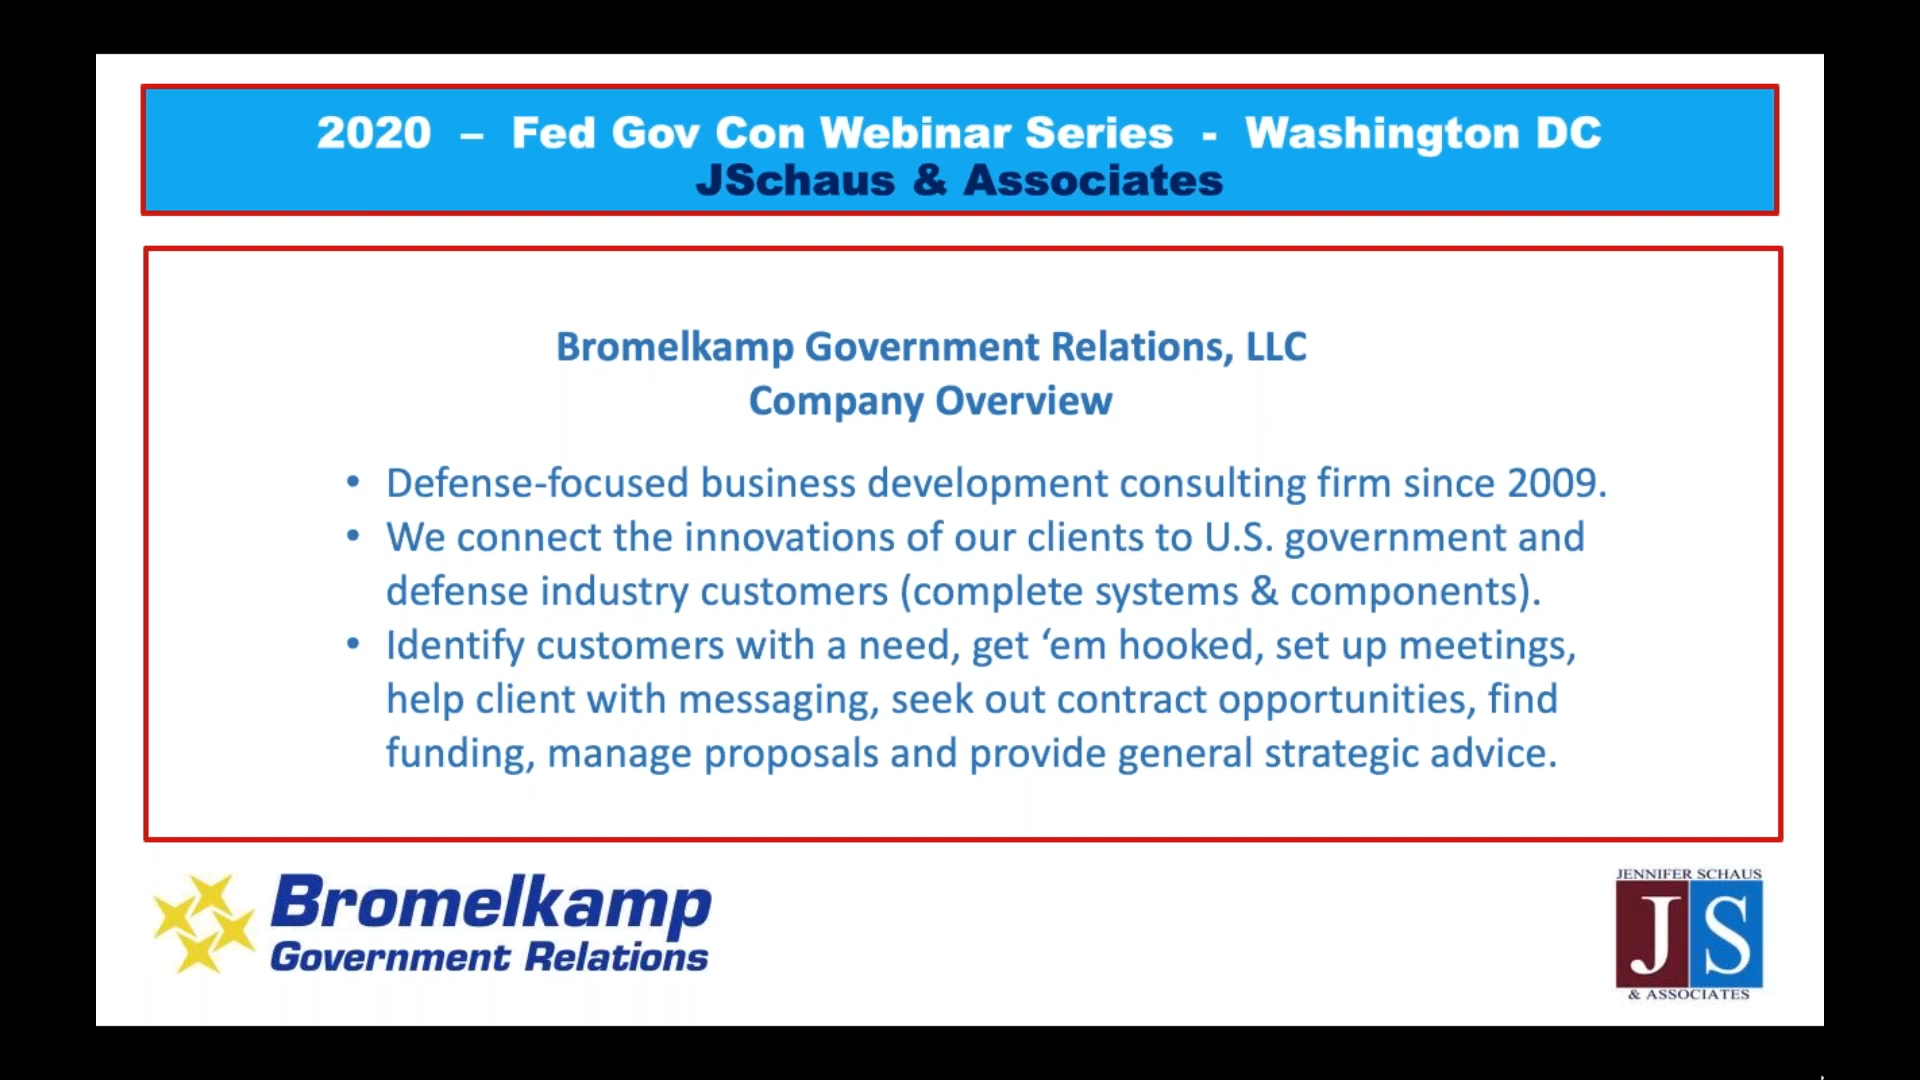 2020 – Fed Gov Con Webinar Series - Washington DC
JSchaus & Associates
Bromelkamp Government Relations, LLC
Company Overview
• Defense-focused business development consulting firm since 2009.
• We connect the innovations of our clients to U.S. government and
defense industry customers (complete systems & components).
• Identify customers with a need, get ‘em hooked, set up meetings,
help client with messaging, seek out contract opportunities, find
funding, manage proposals and provide general strategic advice.
Bromelkamp
Government Relations
JENNIFER SCHAUS
JS
& ASSOCIATES